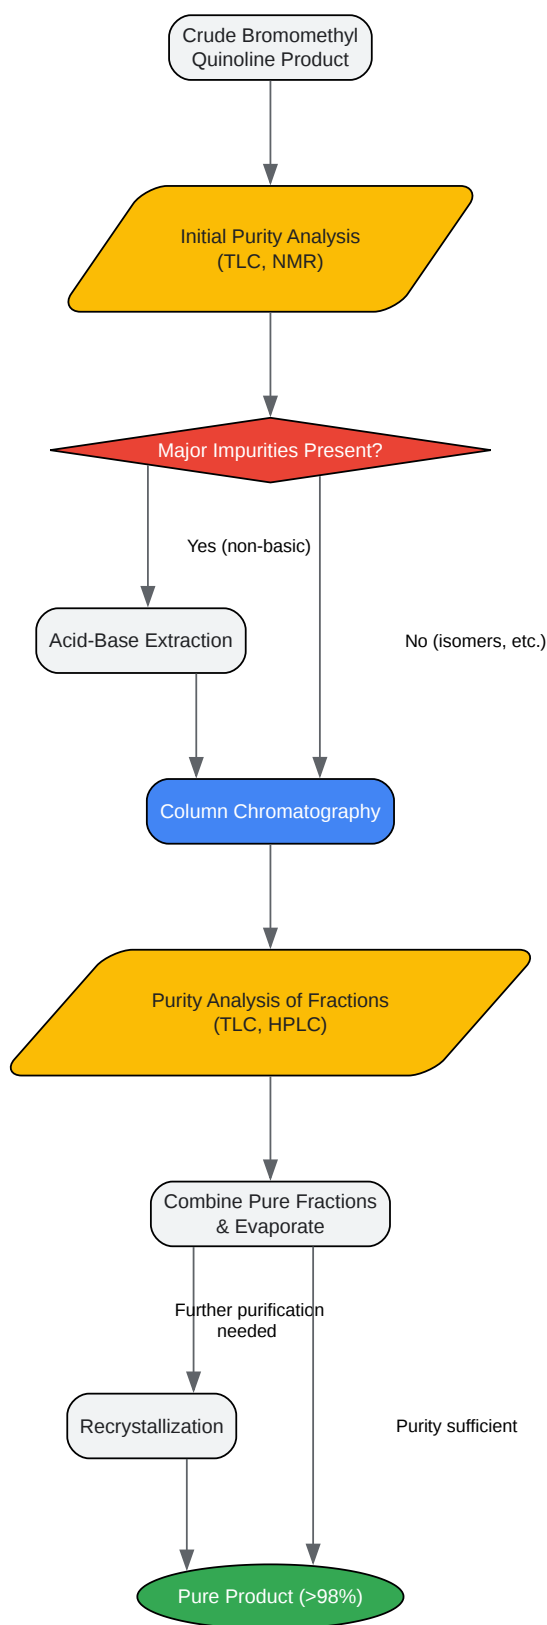 Crude Bromomethyl
Quinoline Product
Initial Purity Analysis
(TLC, NMR)
Major Impurities Present?
Yes (non-basic)
Acid-Base Extraction
No (isomers, etc.)
Column Chromatography
Purity Analysis of Fractions
(TLC, HPLC)
Combine Pure Fractions
& Evaporate
Further purification
needed
Recrystallization
Purity sufficient
Pure Product (>98%)